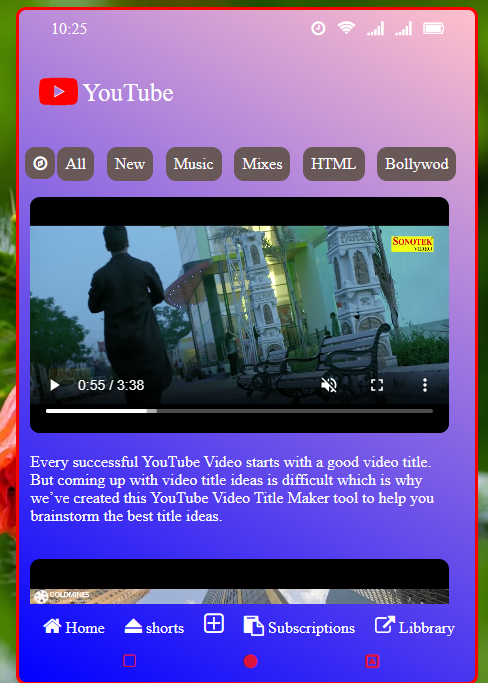 10:25
YouTube
All New Music Mixes HTML Bollywod
SONOTEK
VIDEO
0:55 / 3:38
Every successful YouTube Video starts with a good video title.
But coming up with video title ideas is difficult which is why
we've created this YouTube Video Title Maker tool to help you
brainstorm the best title ideas.
GOLDMINES
Home shorts Subscriptions Libbrary